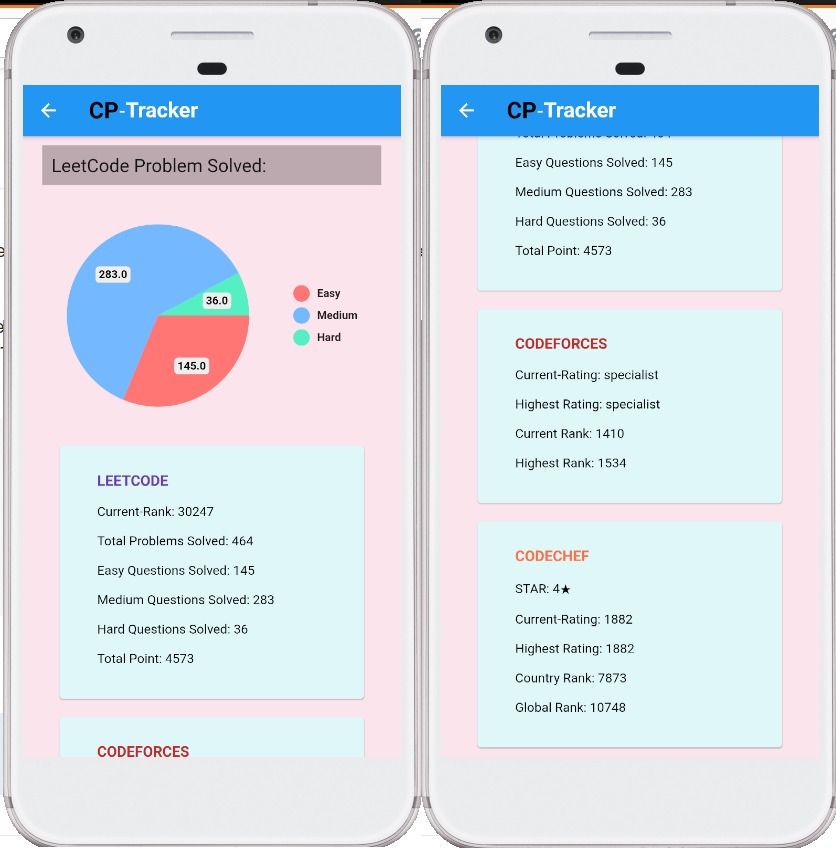 CP-Tracker
LeetCode Problem Solved:
283.0
36.0
145.0
Easy
Medium
Hard
LEETCODE
Current-Rank: 30247
Total Problems Solved: 464
Easy Questions Solved: 145
Medium Questions Solved: 283
Hard Questions Solved: 36
Total Point: 4573
CODEFORCES
CP-Tracker
Easy Questions Solved: 145
Medium Questions Solved: 283
Hard Questions Solved: 36
Total Point: 4573
CODEFORCES
Current-Rating: specialist
Highest Rating: specialist
Current Rank: 1410
Highest Rank: 1534
CODECHEF
STAR: 4★
Current-Rating: 1882
Highest Rating: 1882
Country Rank: 7873
Global Rank: 10748